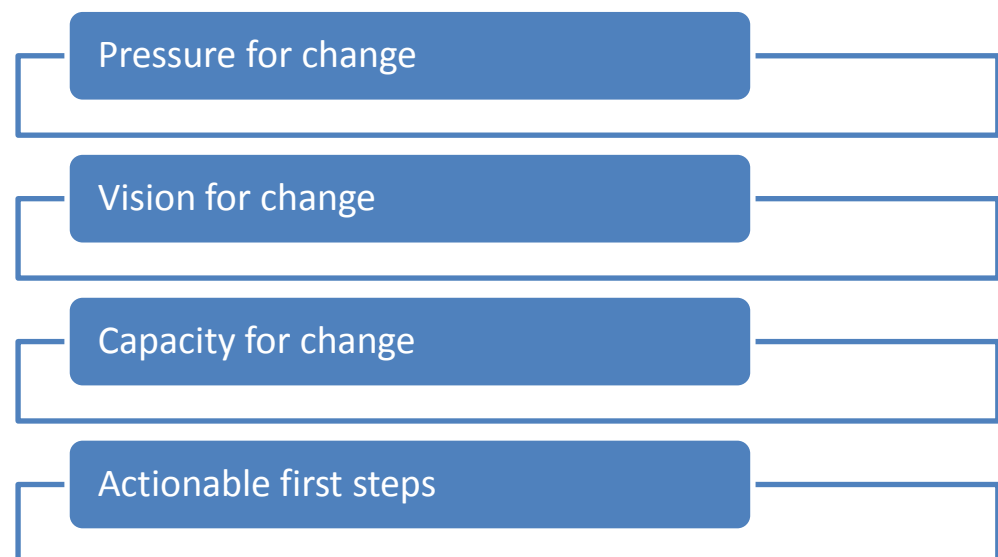 Pressure for change
Vision for change
Capacity for change
Actionable first steps